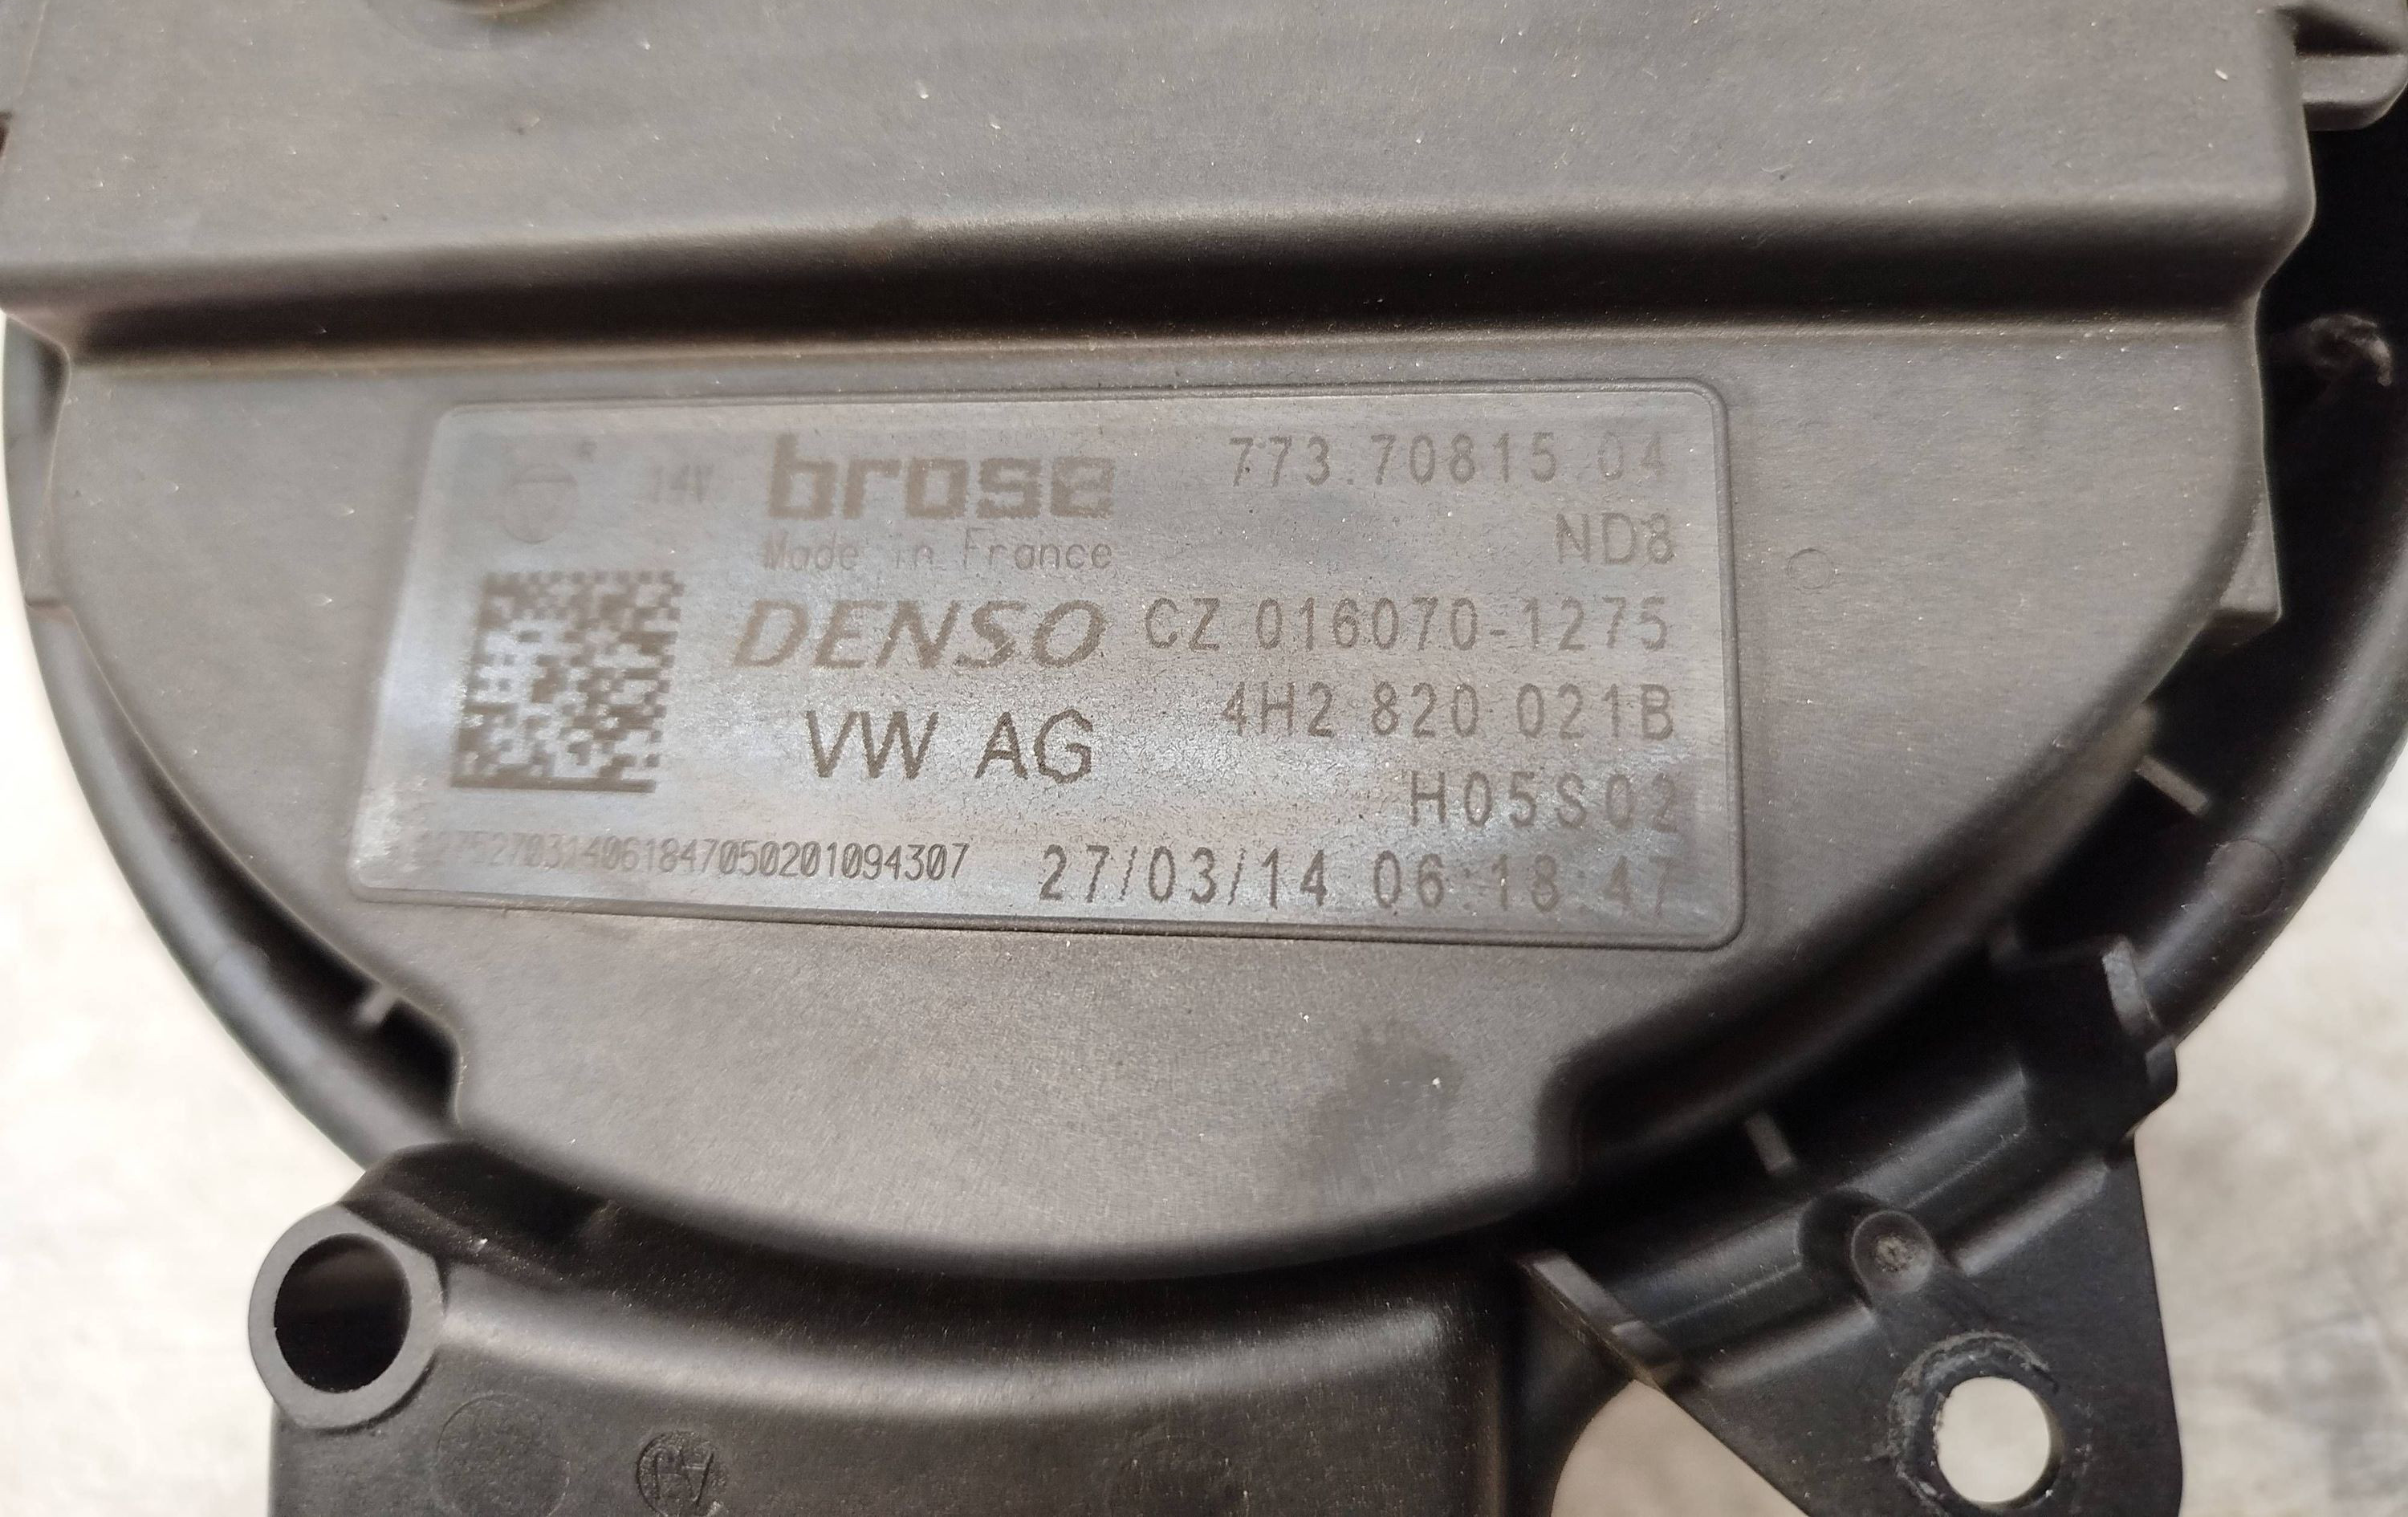 14V brose 773.70815 04
Made in France ND8
DENSO CZ 016070-1275
VW AG 4H2 820 021B
H05S02
27/03/14 06:18:47